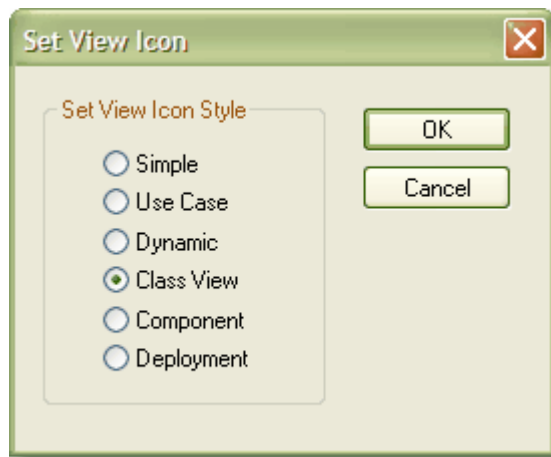 Set View Icon
Set View Icon Style
OK
Simple
Cancel
Use Case
Dynamic
Class View
Component
Deployment